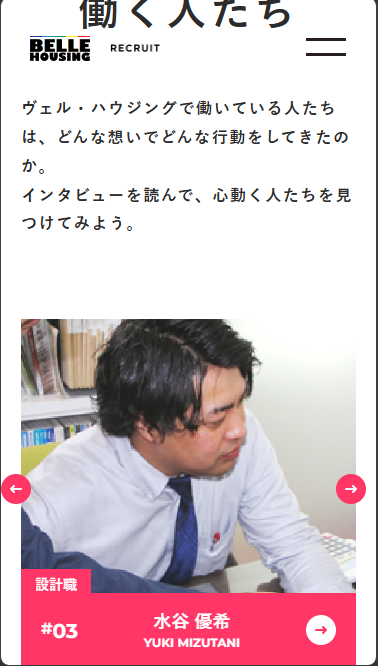 働く人たち
BELLE
HOUSING
RECRUIT
ヴェル・ハウジングで働いている人たち
は、どんな想いでどんな行動をしてきたの
か。
インタビューを読んで、心動く人たちを見
つけてみよう。
設計職
#03
水谷 優希
YUKI MIZUTANI